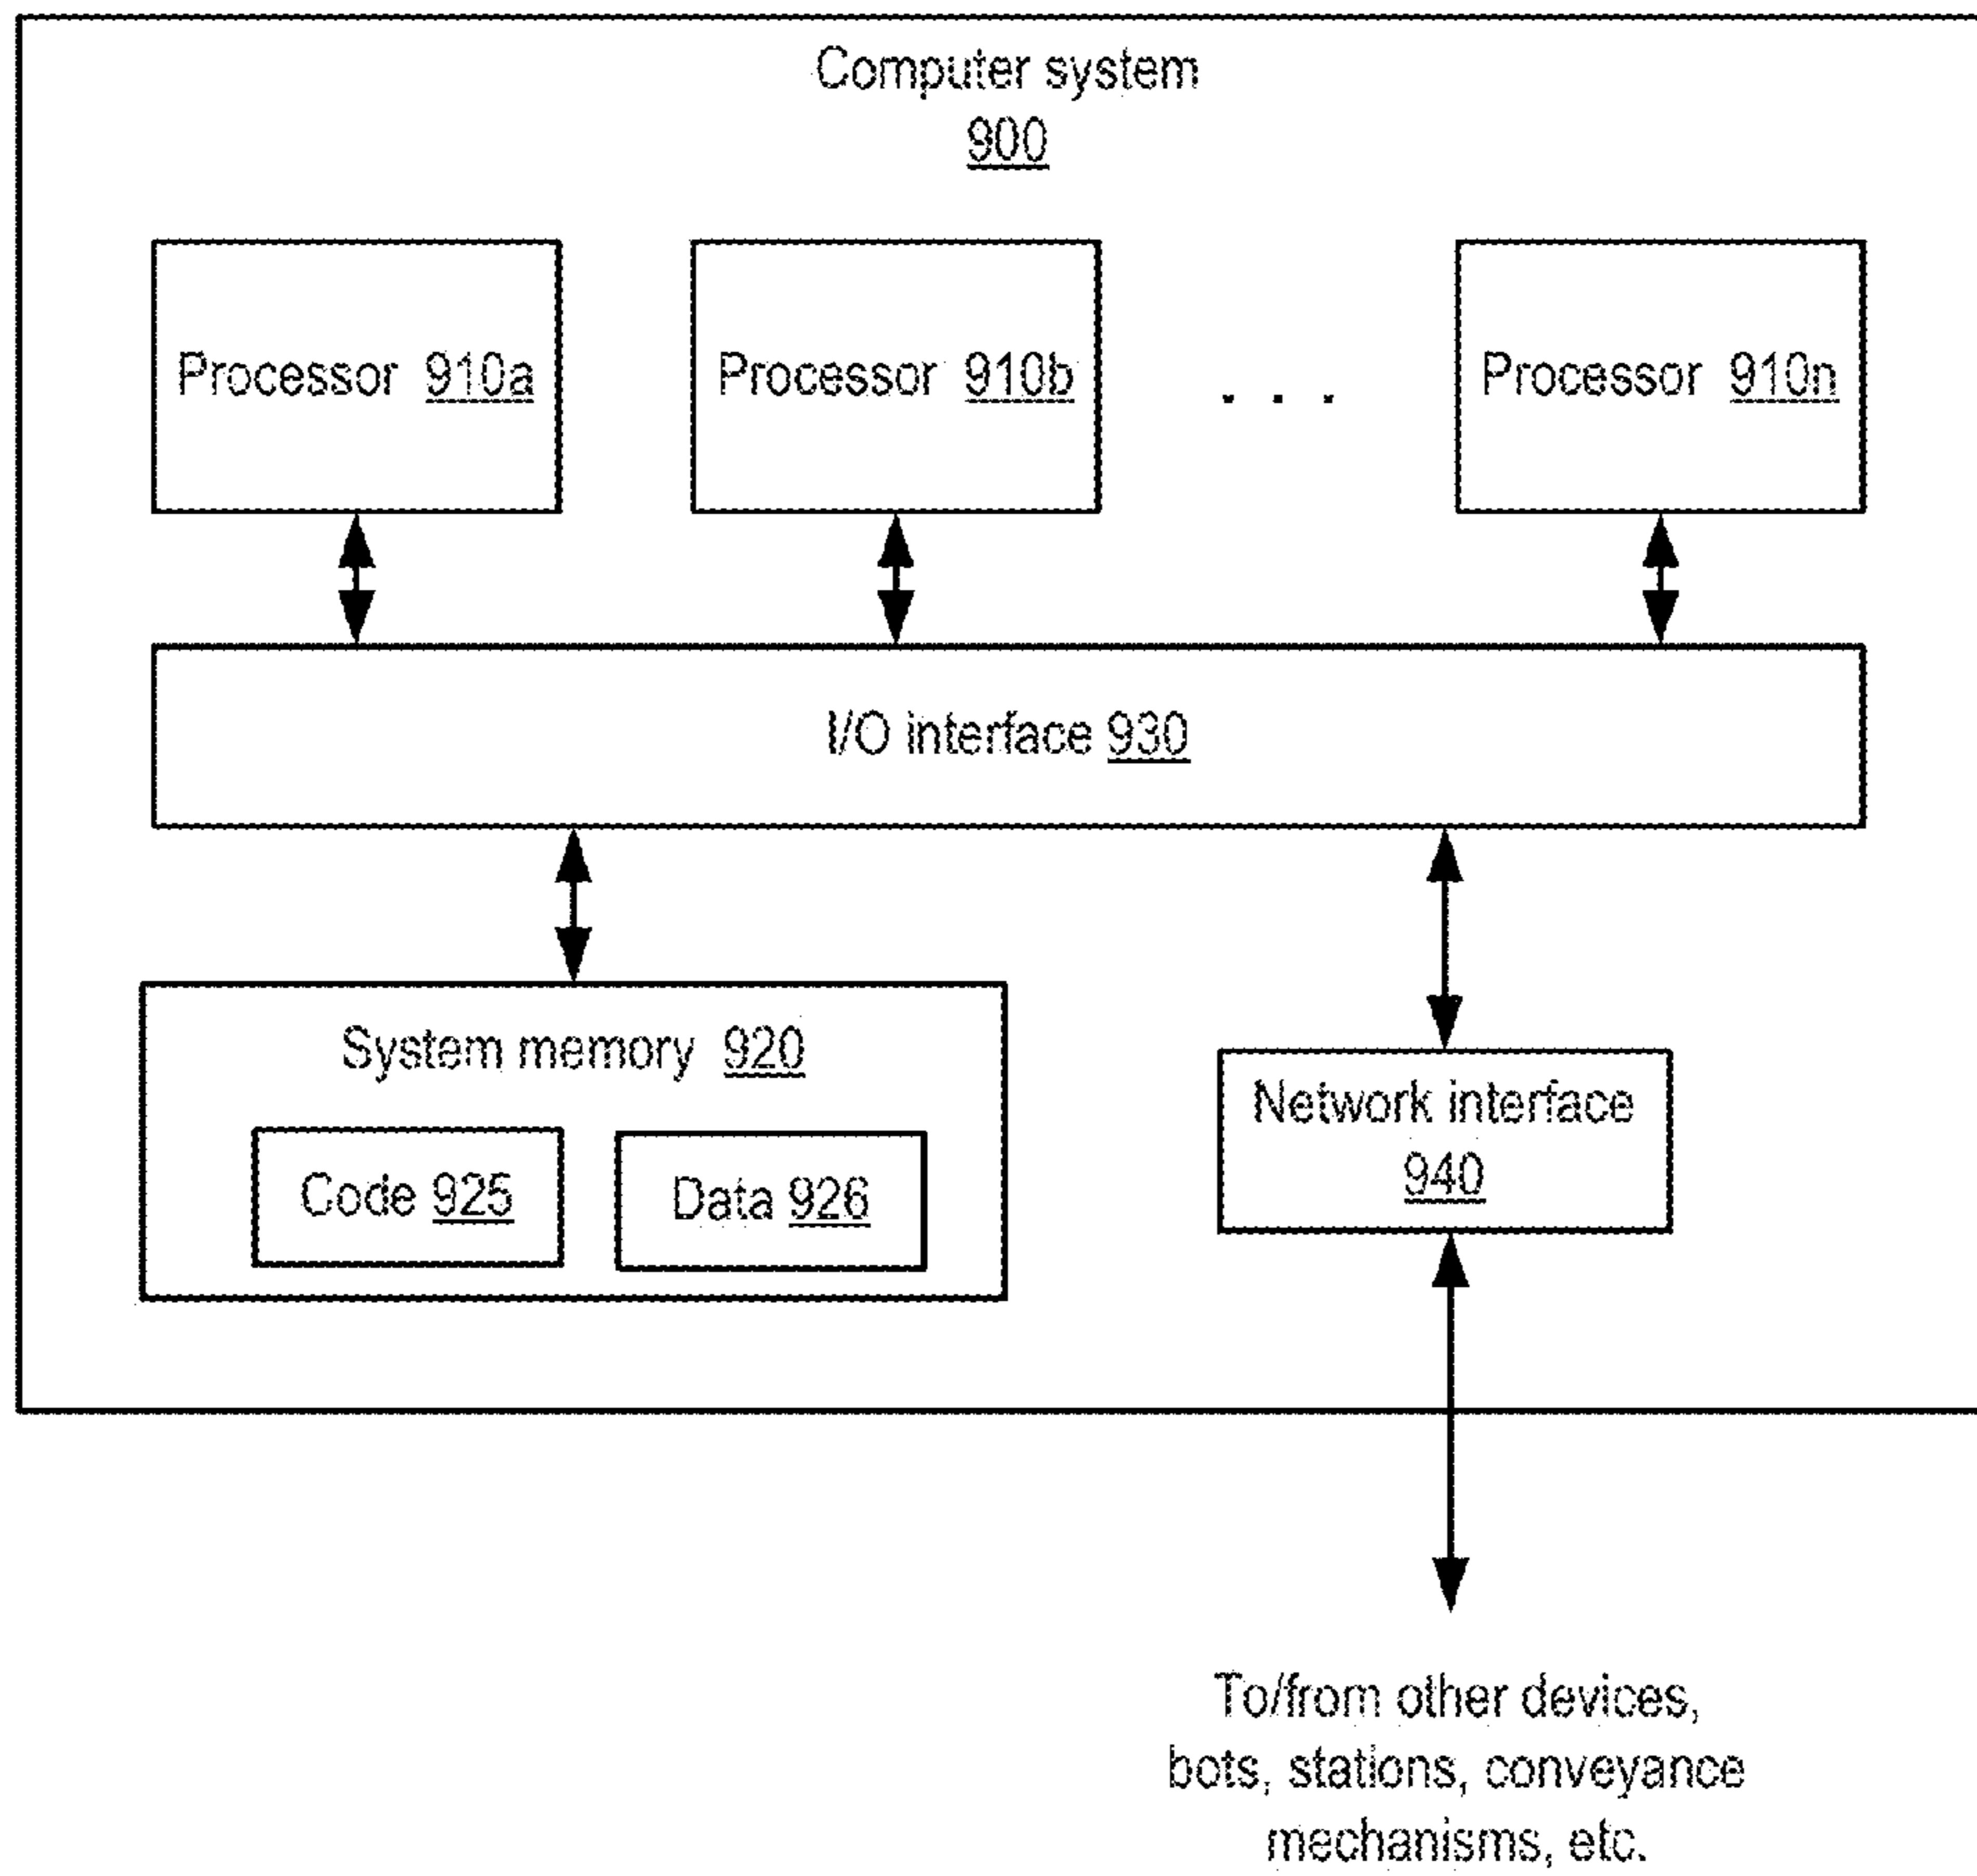 Computer system
900
Processor 910a
Processor 910b
. . .
Processor 910n
I/O interface 930
System memory 920
Code 925
Data 926
Network interface
940
To/from other devices,
bots, stations, conveyance
mechanisms, etc.